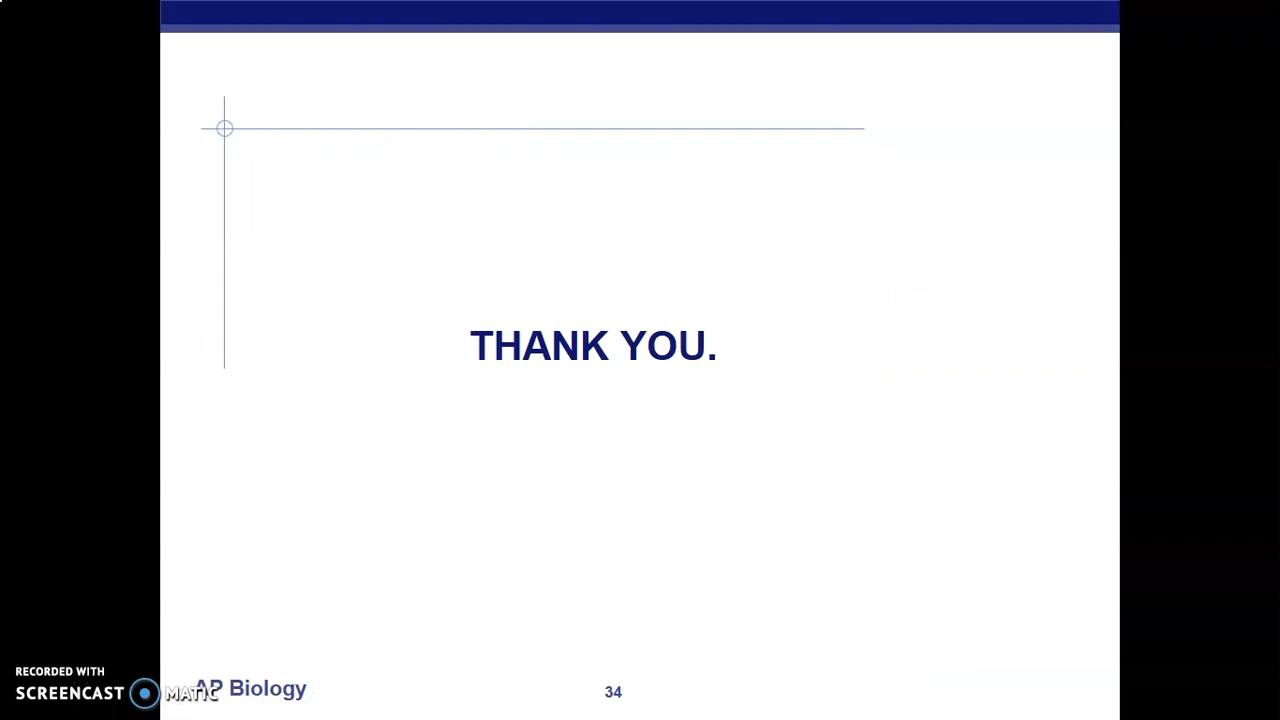 THANK YOU.
RECORDED WITH
SCREENCAST MATIC
AP Biology
34